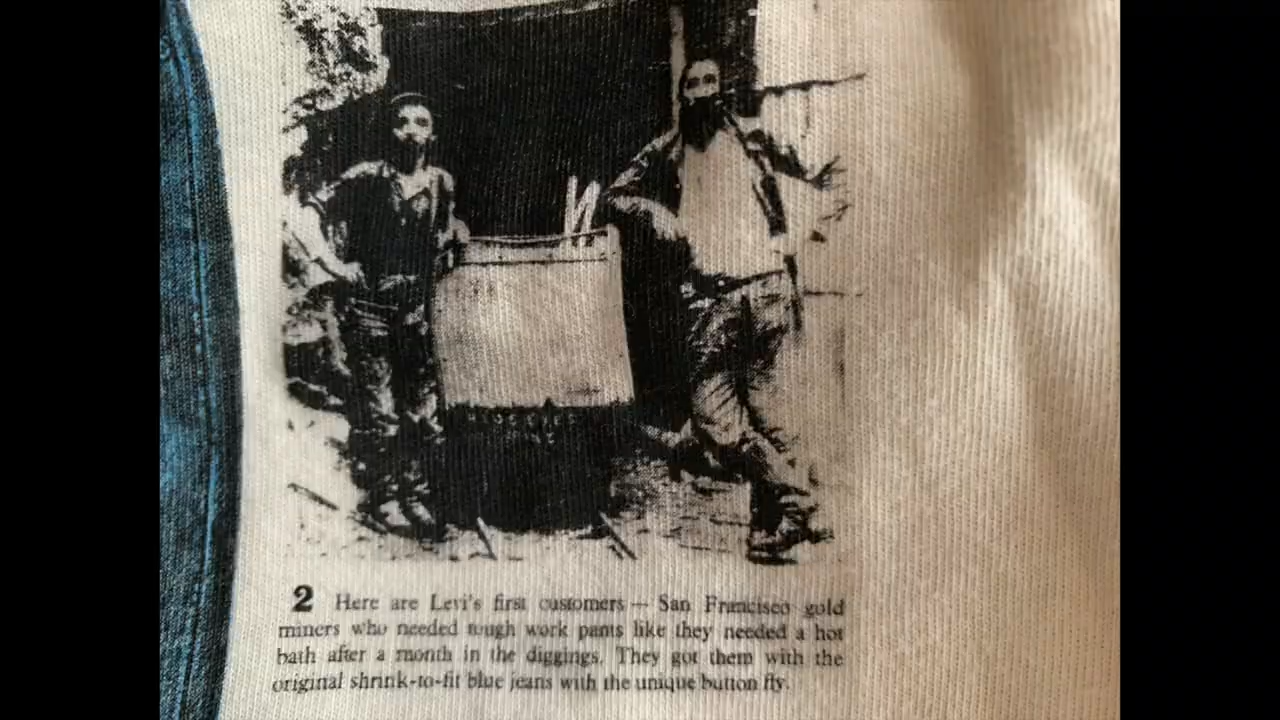 2 Here are Levi's first customers — San Francisco gold
miners who needed tough work pants like they needed a hot
bath after a month in the diggings. They got them with the
original shrink-to-fit blue jeans with the unique button fly.